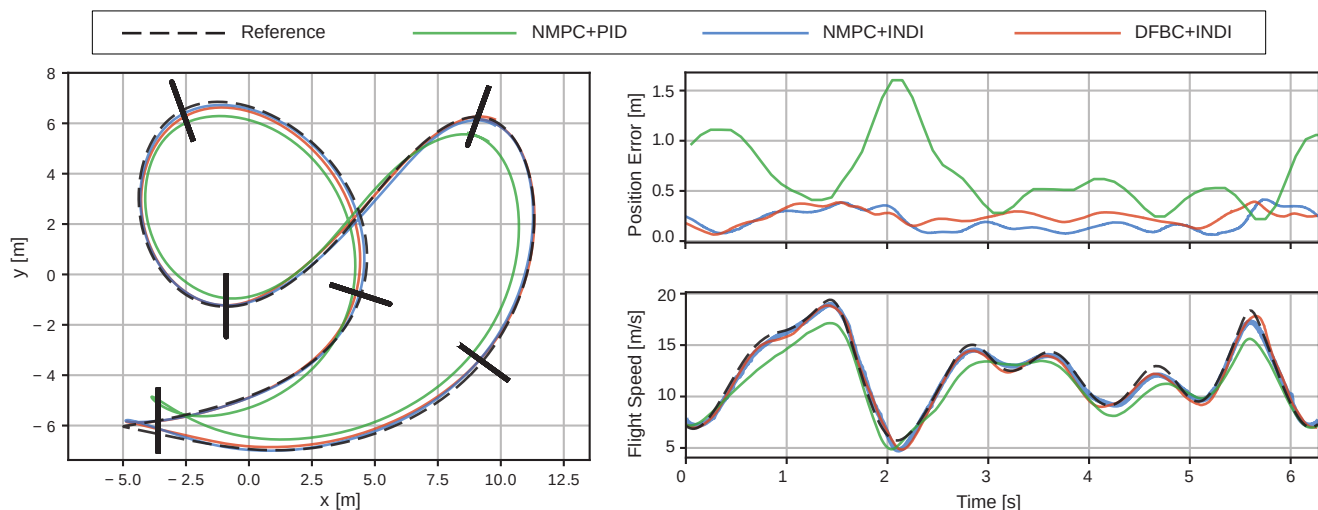 Reference NMPC+PID NMPC+INDI DFBC+INDI
8
6
4
2
0
− 2
− 4
− 6
y [m]
− 5.0 − 2.5 0.0 2.5 5.0 7.5 10.0 12.5
x [m]
1.5
1.0
0.5
0.0
Position Error [m]
20
15
10
5
Flight Speed [m/s]
0 1 2 3 4 5 6
Time [s]